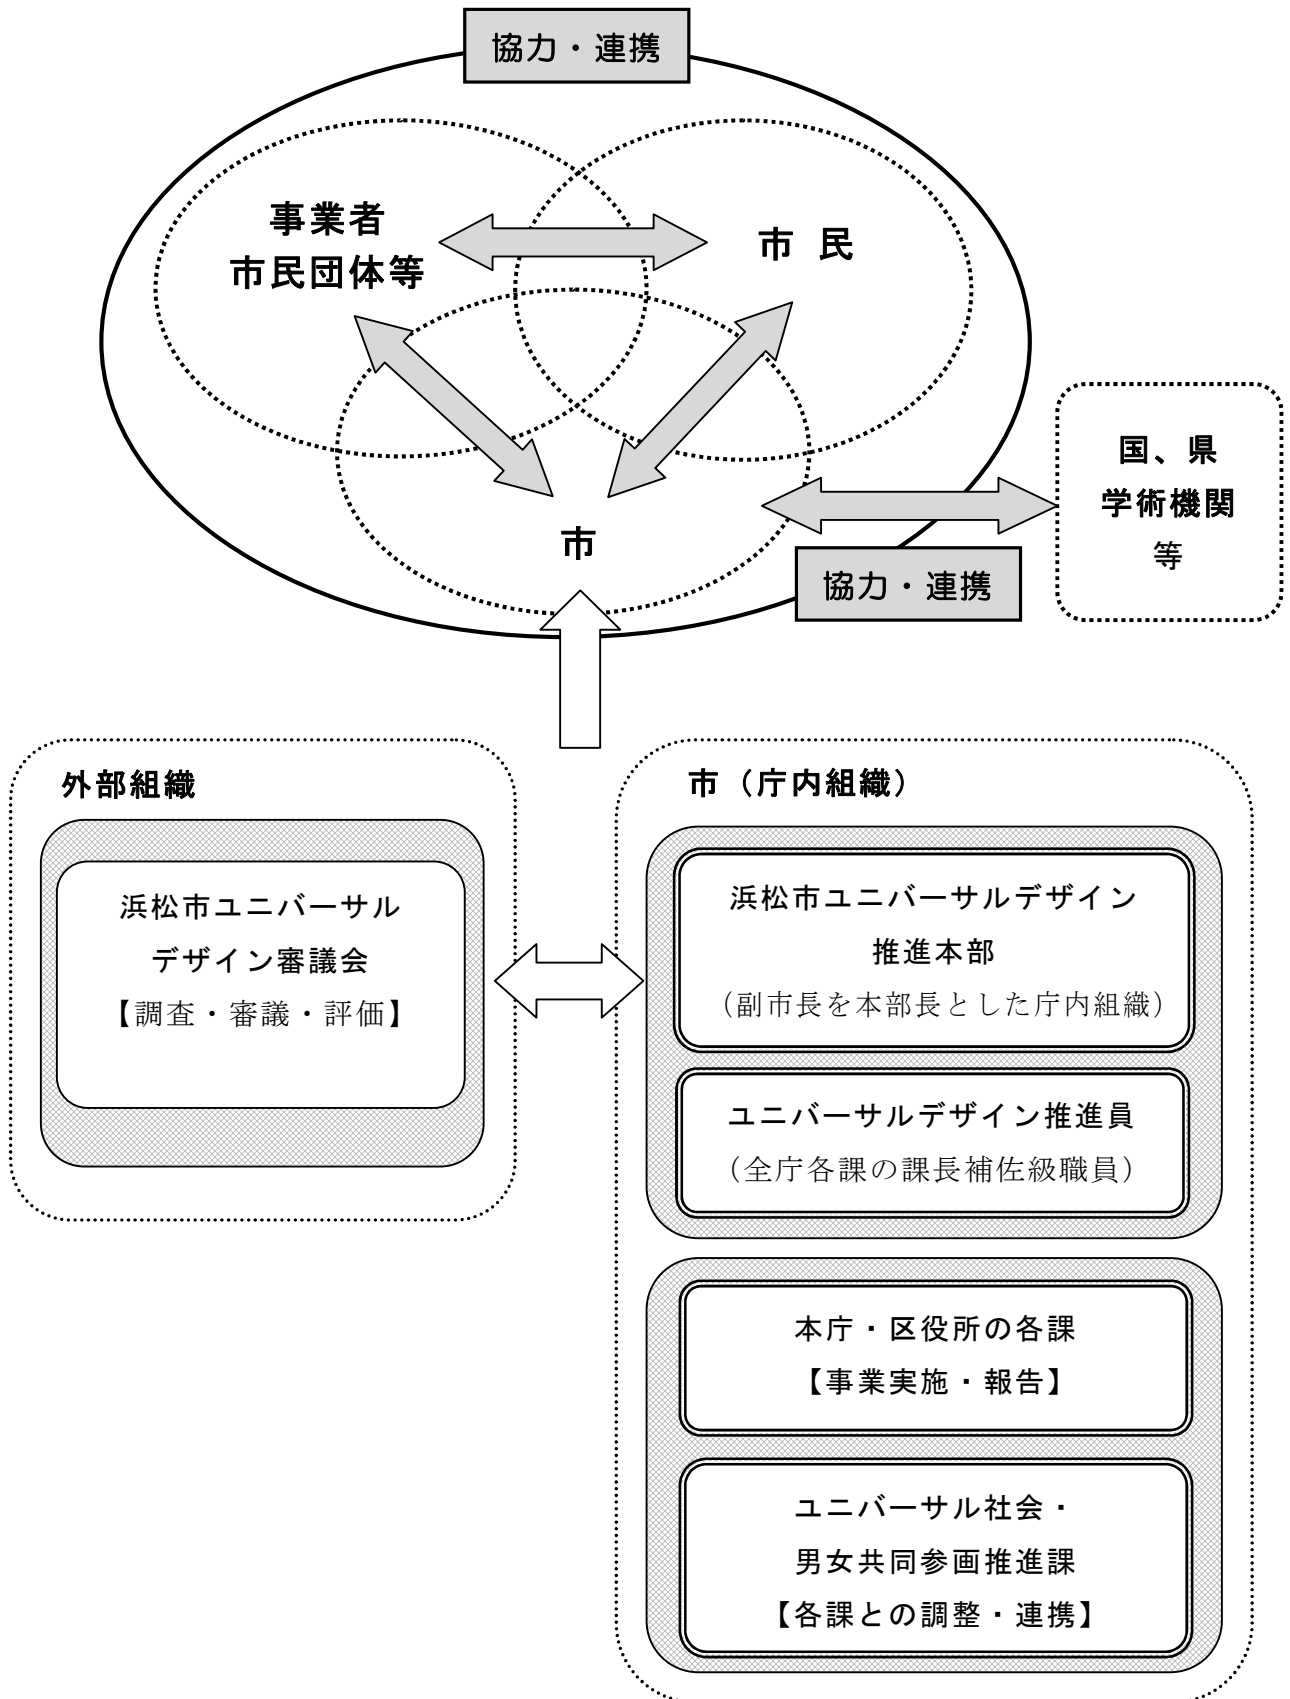 協力・連携
事業者
市民団体等
市 民
市
国、県
学術機関
等
協力・連携
外部組織
浜松市ユニバーサル
デザイン審議会
【調査・審議・評価】
市（庁内組織）
浜松市ユニバーサルデザイン
推進本部
（副市長を本部長とした庁内組織）
ユニバーサルデザイン推進員
（全庁各課の課長補佐級職員）
本庁・区役所の各課
【事業実施・報告】
ユニバーサル社会・
男女共同参画推進課
【各課との調整・連携】